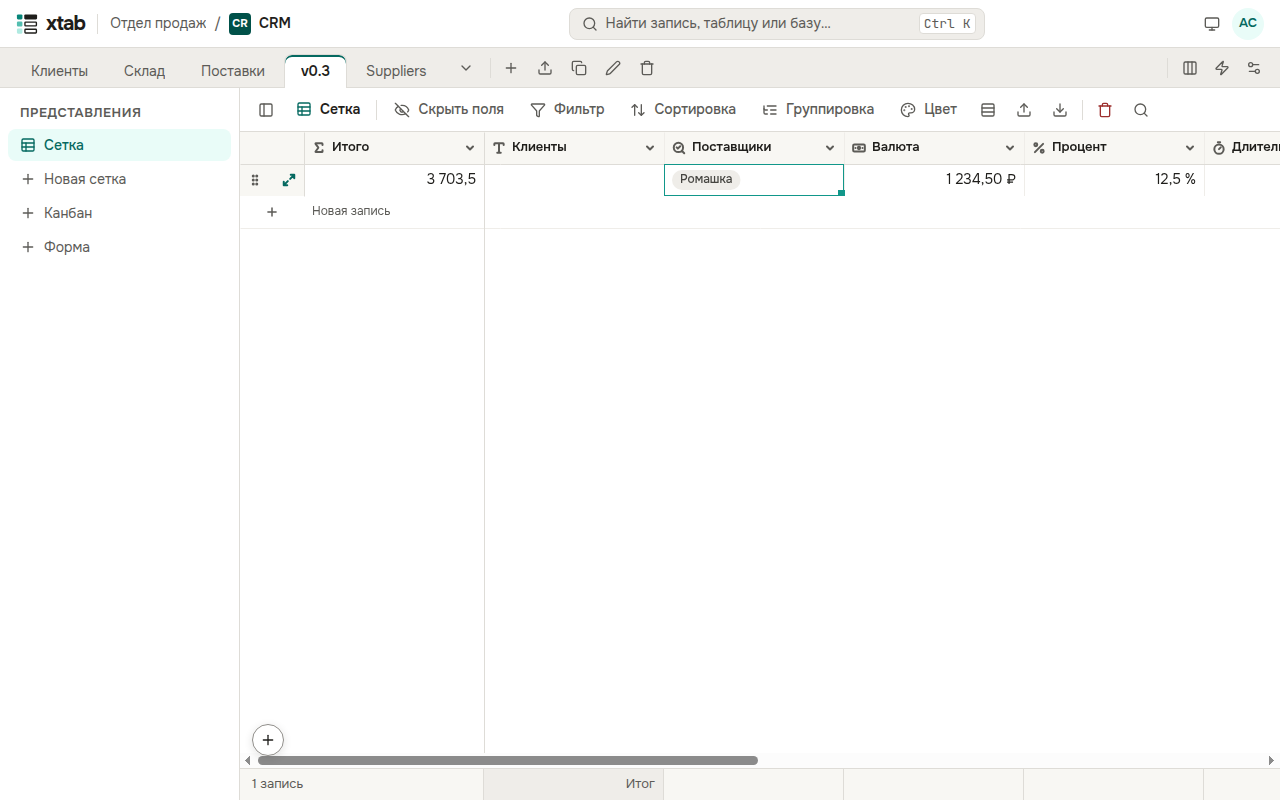 xtab Отдел продаж / CR CRM Найти запись, таблицу или базу... Ctrl K AC
Клиенты Склад Поставки v0.3 Suppliers
ПРЕДСТАВЛЕНИЯ
Сетка
Новая сетка
Канбан
Форма
Сетка Скрыть поля Фильтр Сортировка Группировка Цвет
Итого Клиенты Поставщики Валюта Процент
3 703,5 Ромашка 1 234,50 ₽ 12,5 %
Новая запись
1 запись Итог